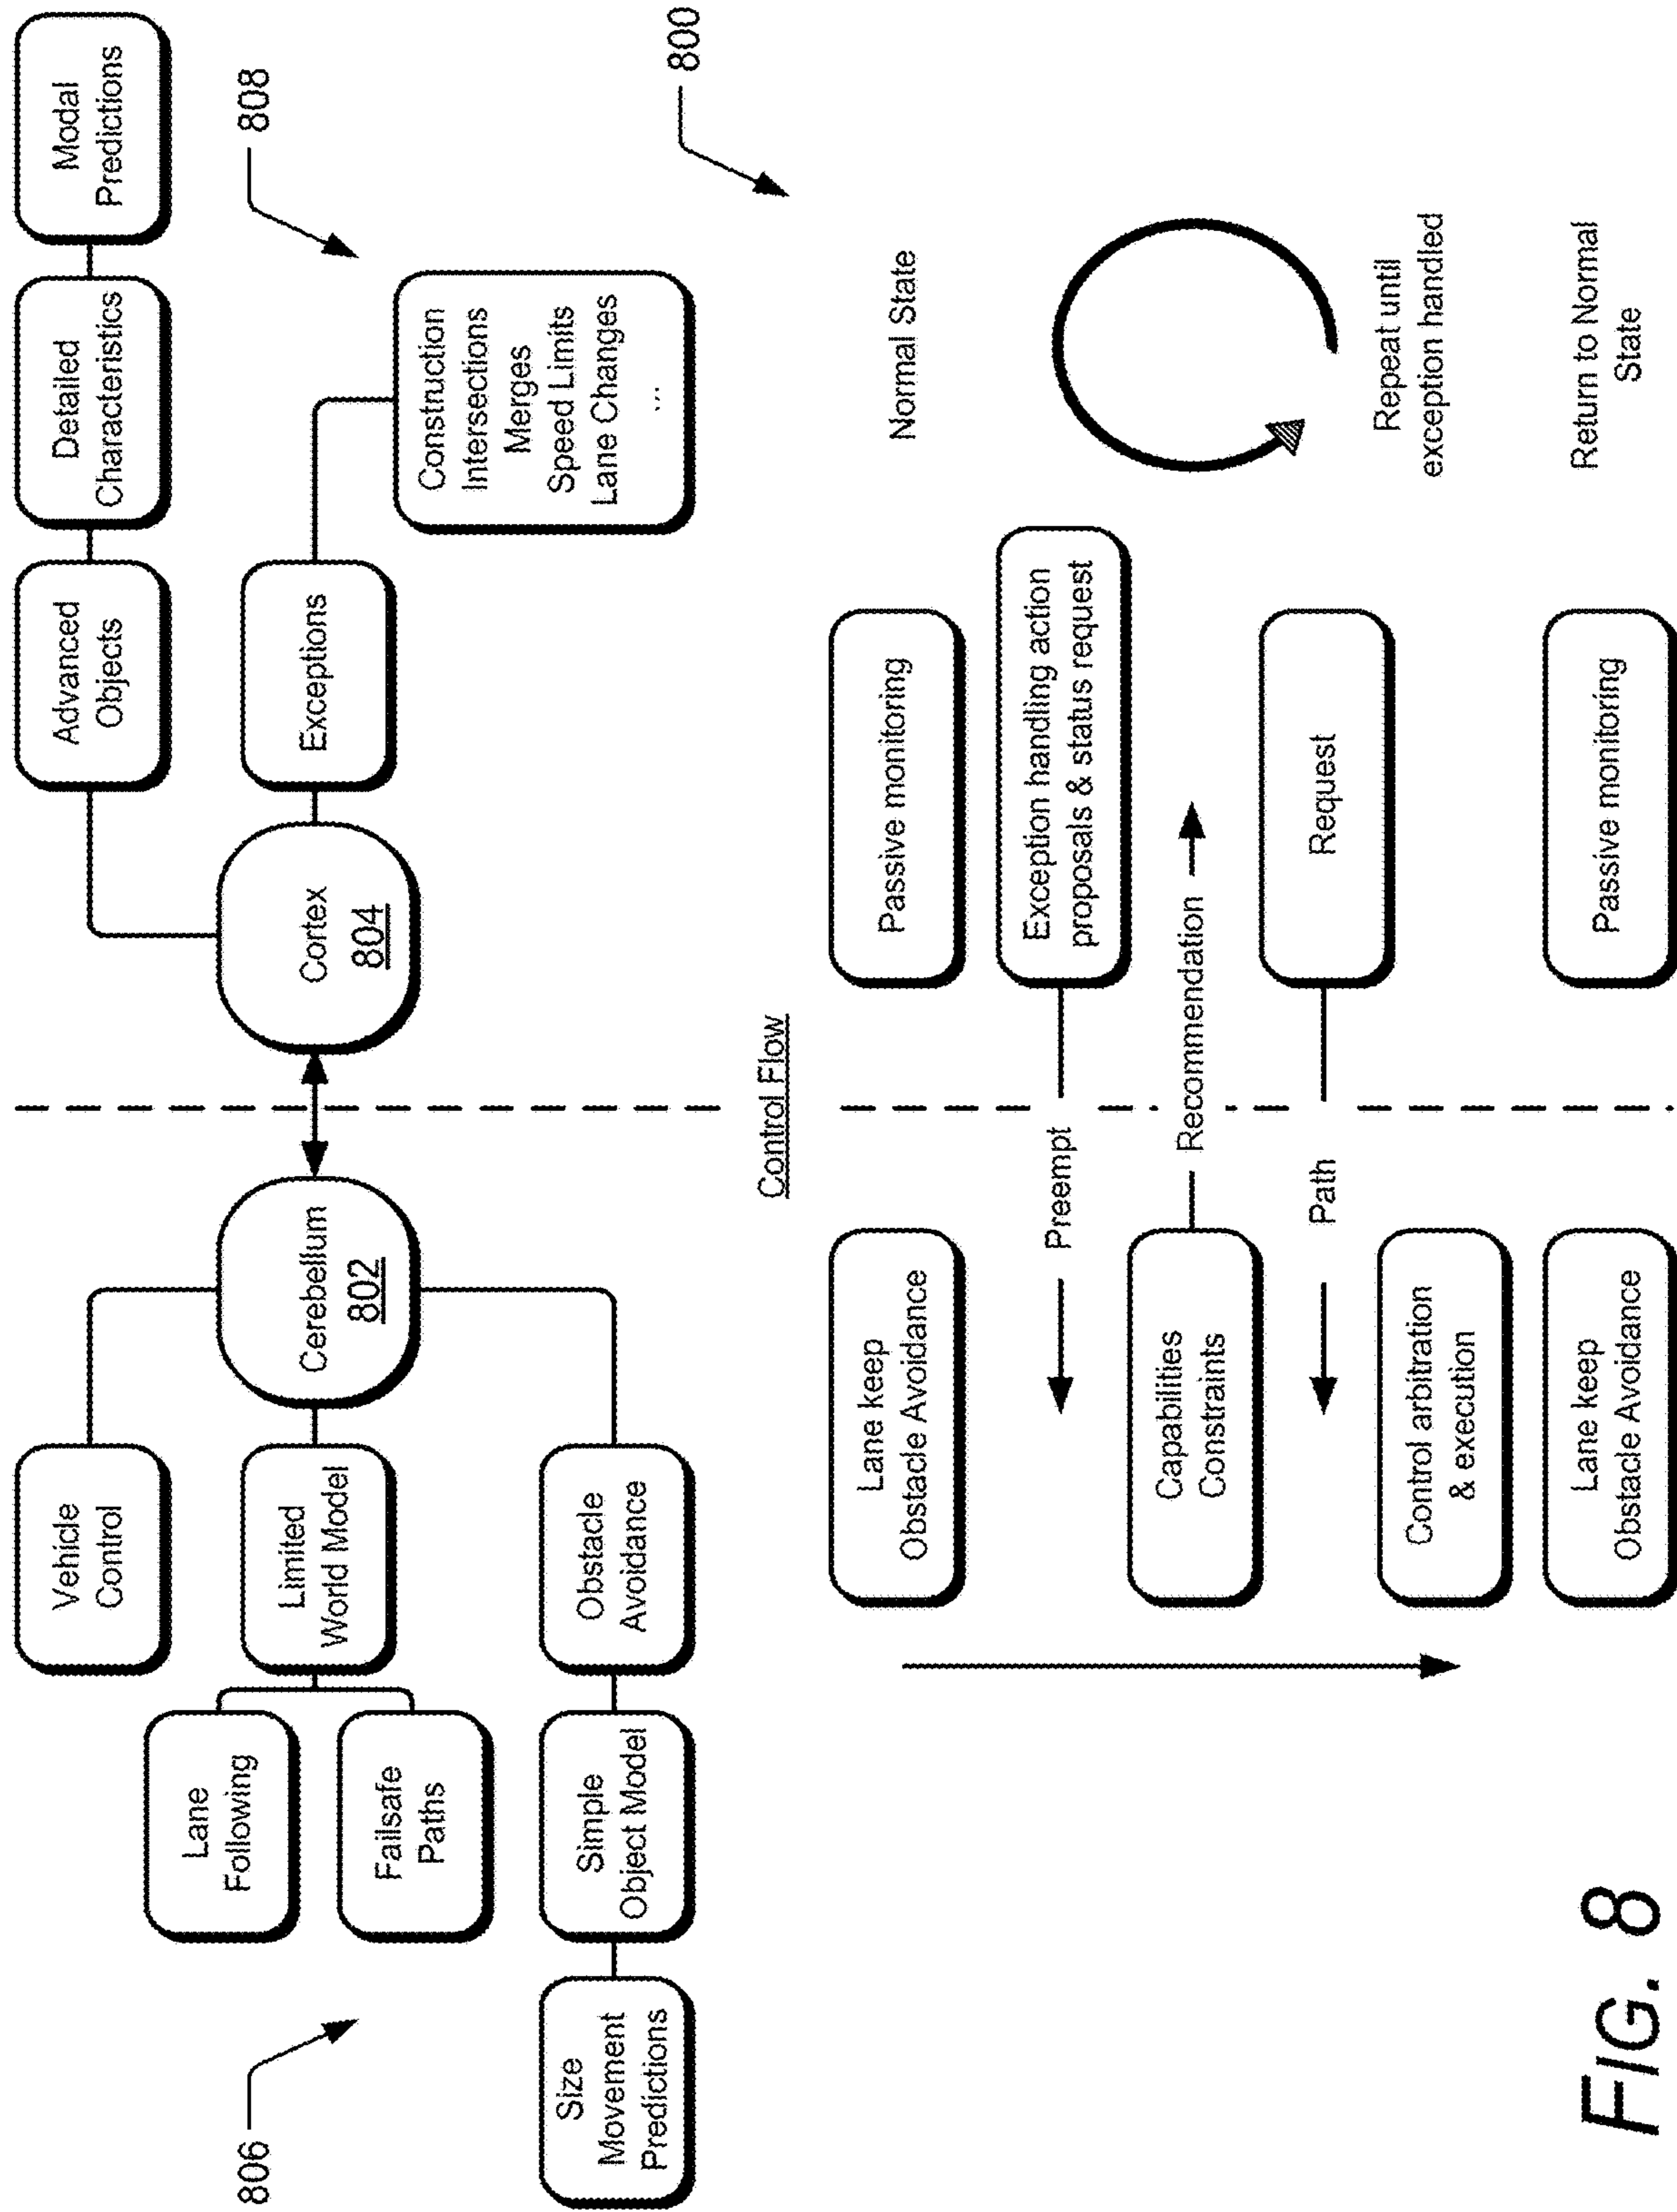 806
Size
Movement
Predictions
Lane
Following
Failsafe
Paths
Simple
Object Model
Vehicle
Control
Limited
World Model
Obstacle
Avoidance
Cerebellum
802
Cortex
804
Advanced
Objects
Exceptions
Detailed
Characteristics
Construction
Intersections
Merges
Speed Limits
Lane Changes
...
Modal
Predictions
808
Control Flow
800
Lane keep
Obstacle Avoidance
Passive monitoring
Normal State
Preempt
Exception handling action
proposals & status request
Capabilities
Constraints
Recommendation
Path
Request
Repeat until
exception handled
Control arbitration
& execution
Lane keep
Obstacle Avoidance
Passive monitoring
Return to Normal
State
FIG. 8